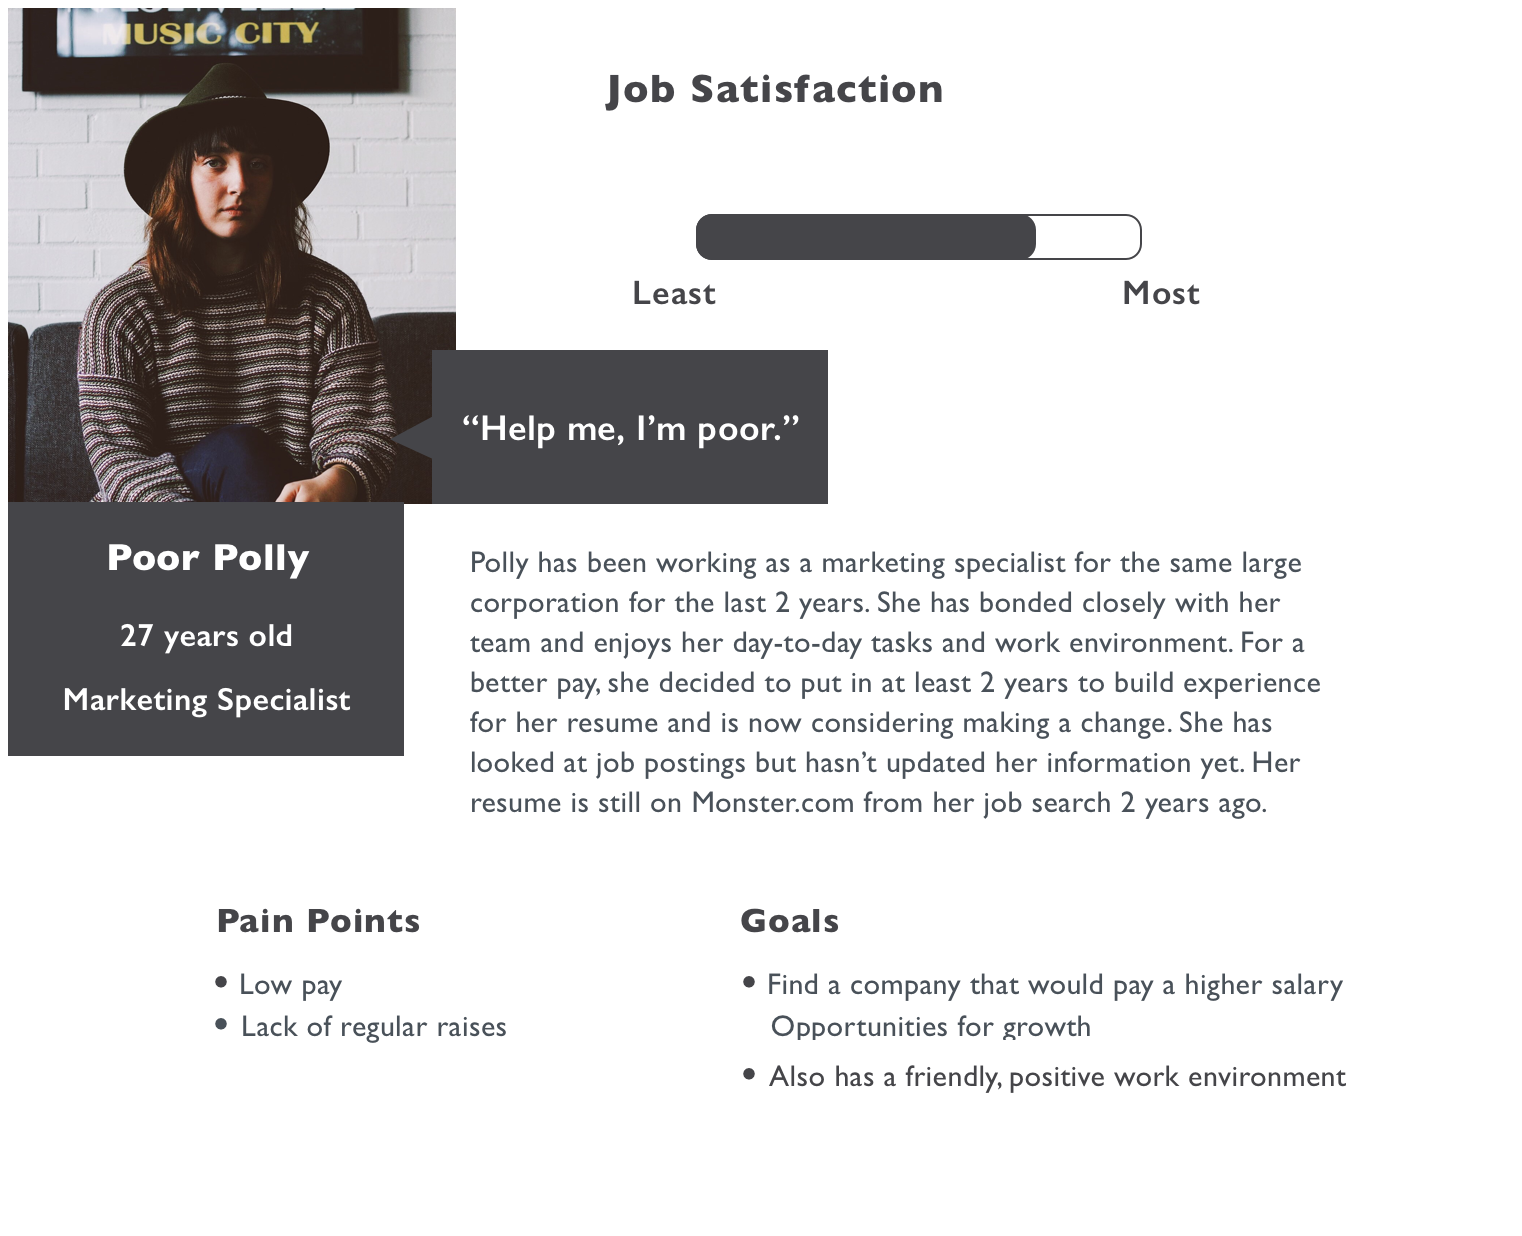 MUSIC CITY
Job Satisfaction
Least
Most
“Help me, I’m poor.”
Poor Polly
27 years old
Marketing Specialist
Polly has been working as a marketing specialist for the same large
corporation for the last 2 years. She has bonded closely with her
team and enjoys her day-to-day tasks and work environment. For a
better pay, she decided to put in at least 2 years to build experience
for her resume and is now considering making a change. She has
looked at job postings but hasn’t updated her information yet. Her
resume is still on Monster.com from her job search 2 years ago.
Pain Points
• Low pay
• Lack of regular raises
Goals
• Find a company that would pay a higher salary
Opportunities for growth
• Also has a friendly, positive work environment